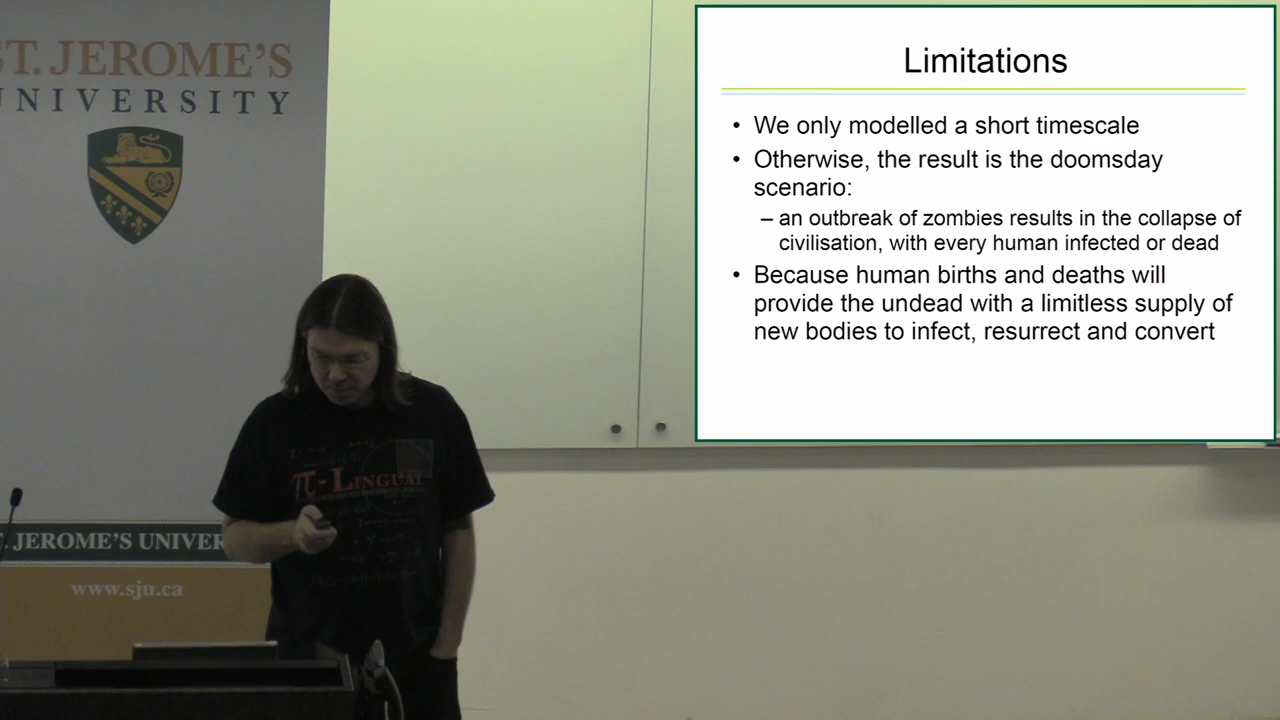 ST. JEROME'S
UNIVERSITY
Limitations
• We only modelled a short timescale
• Otherwise, the result is the doomsday
scenario:
– an outbreak of zombies results in the collapse of
civilisation, with every human infected or dead
• Because human births and deaths will
provide the undead with a limitless supply of
new bodies to infect, resurrect and convert
π-LINGUAL
. JEROME'S UNIVER
www.sju.ca